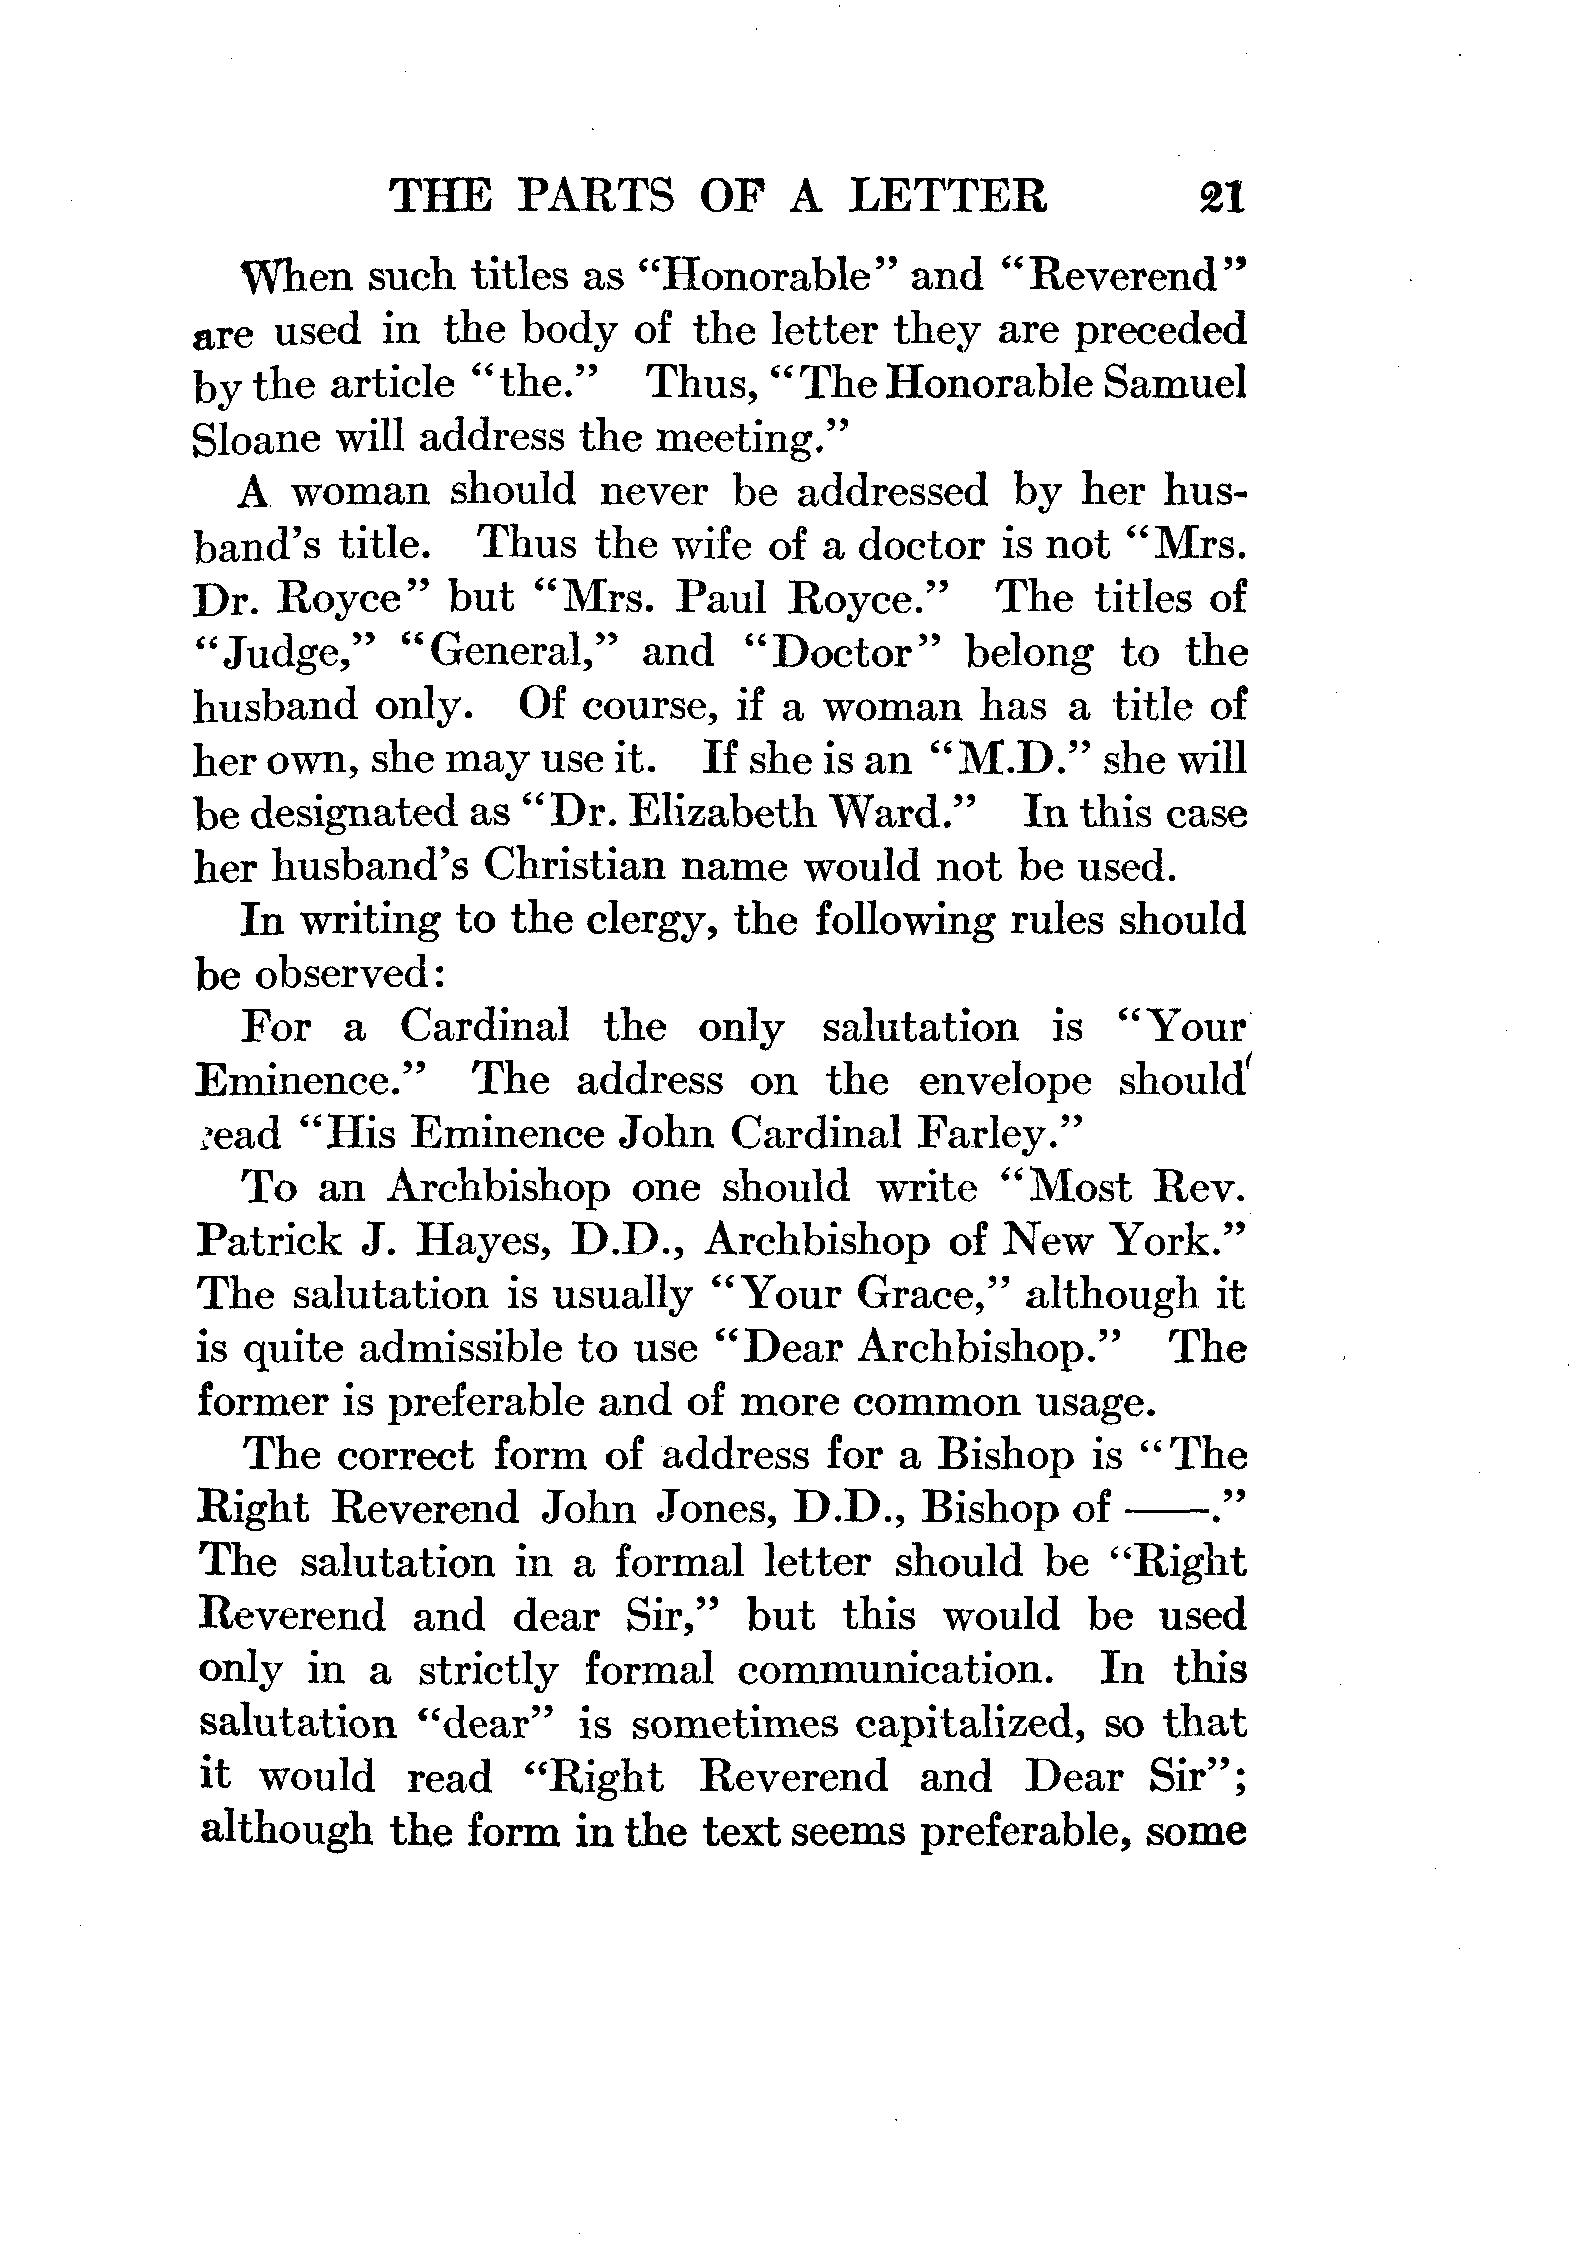 THE PARTS OF A LETTER 21
When such titles as “Honorable” and “Reverend”
are used in the body of the letter they are preceded
by the article “the.” Thus, “The Honorable Samuel
Sloane will address the meeting.”
A woman should never be addressed by her hus-
band’s title. Thus the wife of a doctor is not “Mrs.
Dr. Royce” but “Mrs. Paul Royce.” The titles of
“Judge,” “General,” and “Doctor” belong to the
husband only. Of course, if a woman has a title of
her own, she may use it. If she is an “M.D.” she will
be designated as “Dr. Elizabeth Ward.” In this case
her husband’s Christian name would not be used.
In writing to the clergy, the following rules should
be observed:
For a Cardinal the only salutation is “Your
Eminence.” The address on the envelope should
read “His Eminence John Cardinal Farley.”
To an Archbishop one should write “Most Rev.
Patrick J. Hayes, D.D., Archbishop of New York.”
The salutation is usually “Your Grace,” although it
is quite admissible to use “Dear Archbishop.” The
former is preferable and of more common usage.
The correct form of address for a Bishop is “The
Right Reverend John Jones, D.D., Bishop of ——.”
The salutation in a formal letter should be “Right
Reverend and dear Sir,” but this would be used
only in a strictly formal communication. In this
salutation “dear” is sometimes capitalized, so that
it would read “Right Reverend and Dear Sir”;
although the form in the text seems preferable, some